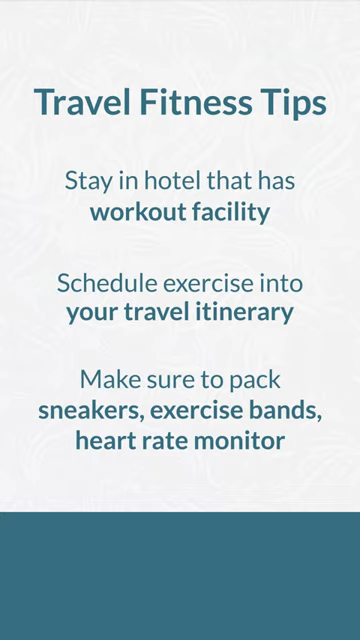 Travel Fitness Tips
Stay in hotel that has
workout facility
Schedule exercise into
your travel itinerary
Make sure to pack
sneakers, exercise bands,
heart rate monitor